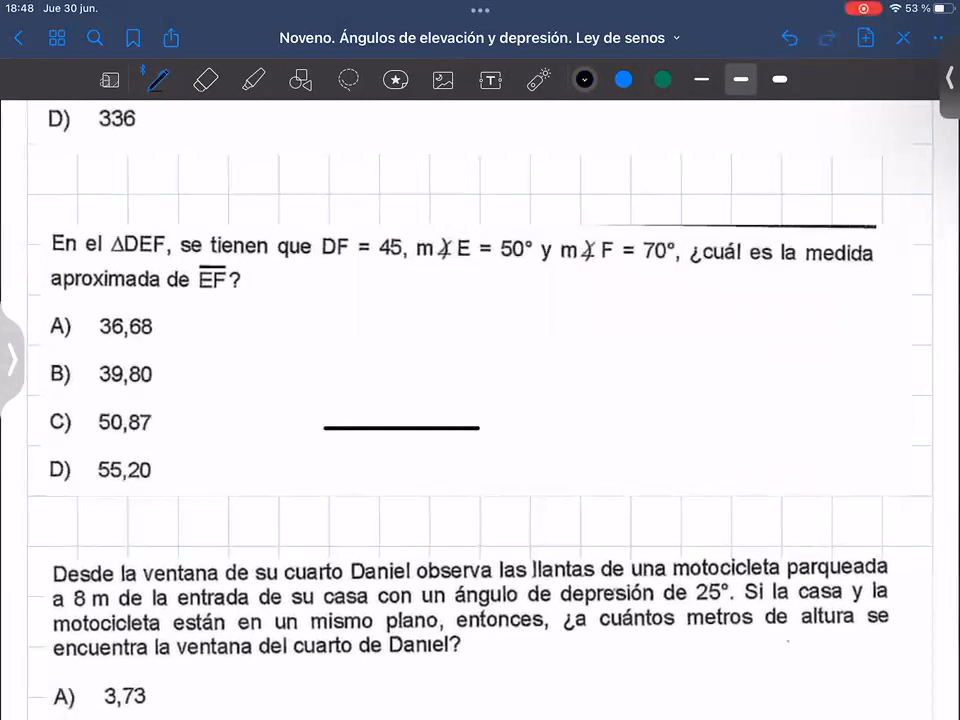 18:48 Jue 30 jun. 53 %
Noveno. Ángulos de elevación y depresión. Ley de senos
D) 336
En el ΔDEF, se tienen que DF = 45, m∡E = 50° y m∡F = 70°, ¿cuál es la medida
aproximada de EF?
A) 36,68
B) 39,80
C) 50,87
D) 55,20
Desde la ventana de su cuarto Daniel observa las llantas de una motocicleta parqueada
a 8 m de la entrada de su casa con un ángulo de depresión de 25°. Si la casa y la
motocicleta están en un mismo plano, entonces, ¿a cuántos metros de altura se
encuentra la ventana del cuarto de Daniel?
A) 3,73